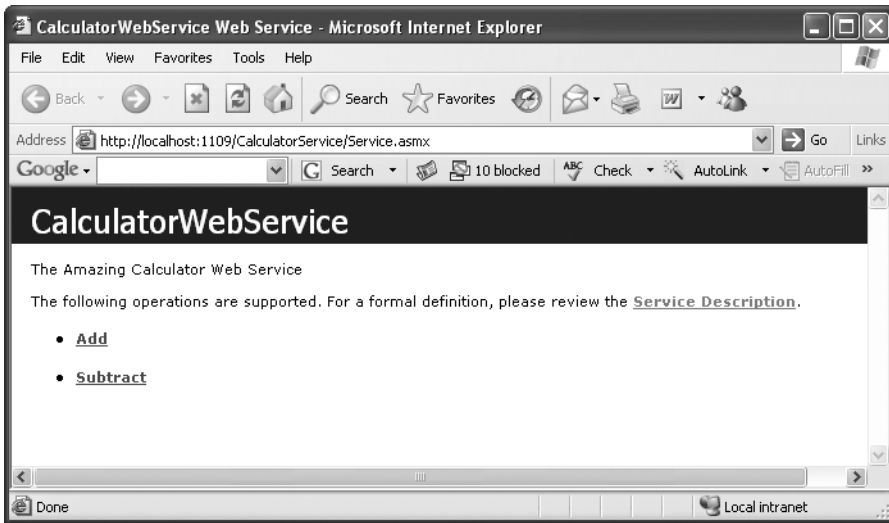 CalculatorWebService Web Service - Microsoft Internet Explorer
File Edit View Favorites Tools Help
Back Search Favorites W
Address http://localhost:1109/CalculatorService/Service.asmx Go Links
Google G Search 10 blocked ABC Check AutoLink AutoFill »
CalculatorWebService
The Amazing Calculator Web Service
The following operations are supported. For a formal definition, please review the Service Description.
• Add
• Subtract
Done Local intranet